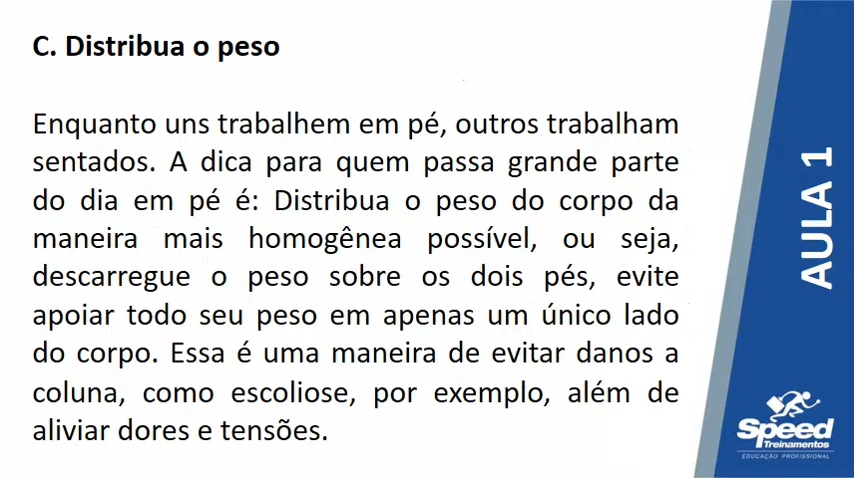 C. Distribua o peso
Enquanto uns trabalhem em pé, outros trabalham
sentados. A dica para quem passa grande parte
do dia em pé é: Distribua o peso do corpo da
maneira mais homogênea possível, ou seja,
descarregue o peso sobre os dois pés, evite
apoiar todo seu peso em apenas um único lado
do corpo. Essa é uma maneira de evitar danos a
coluna, como escoliose, por exemplo, além de
aliviar dores e tensões.
AULA 1
Speed
Treinamentos
EDUCAÇÃO PROFISSIONAL